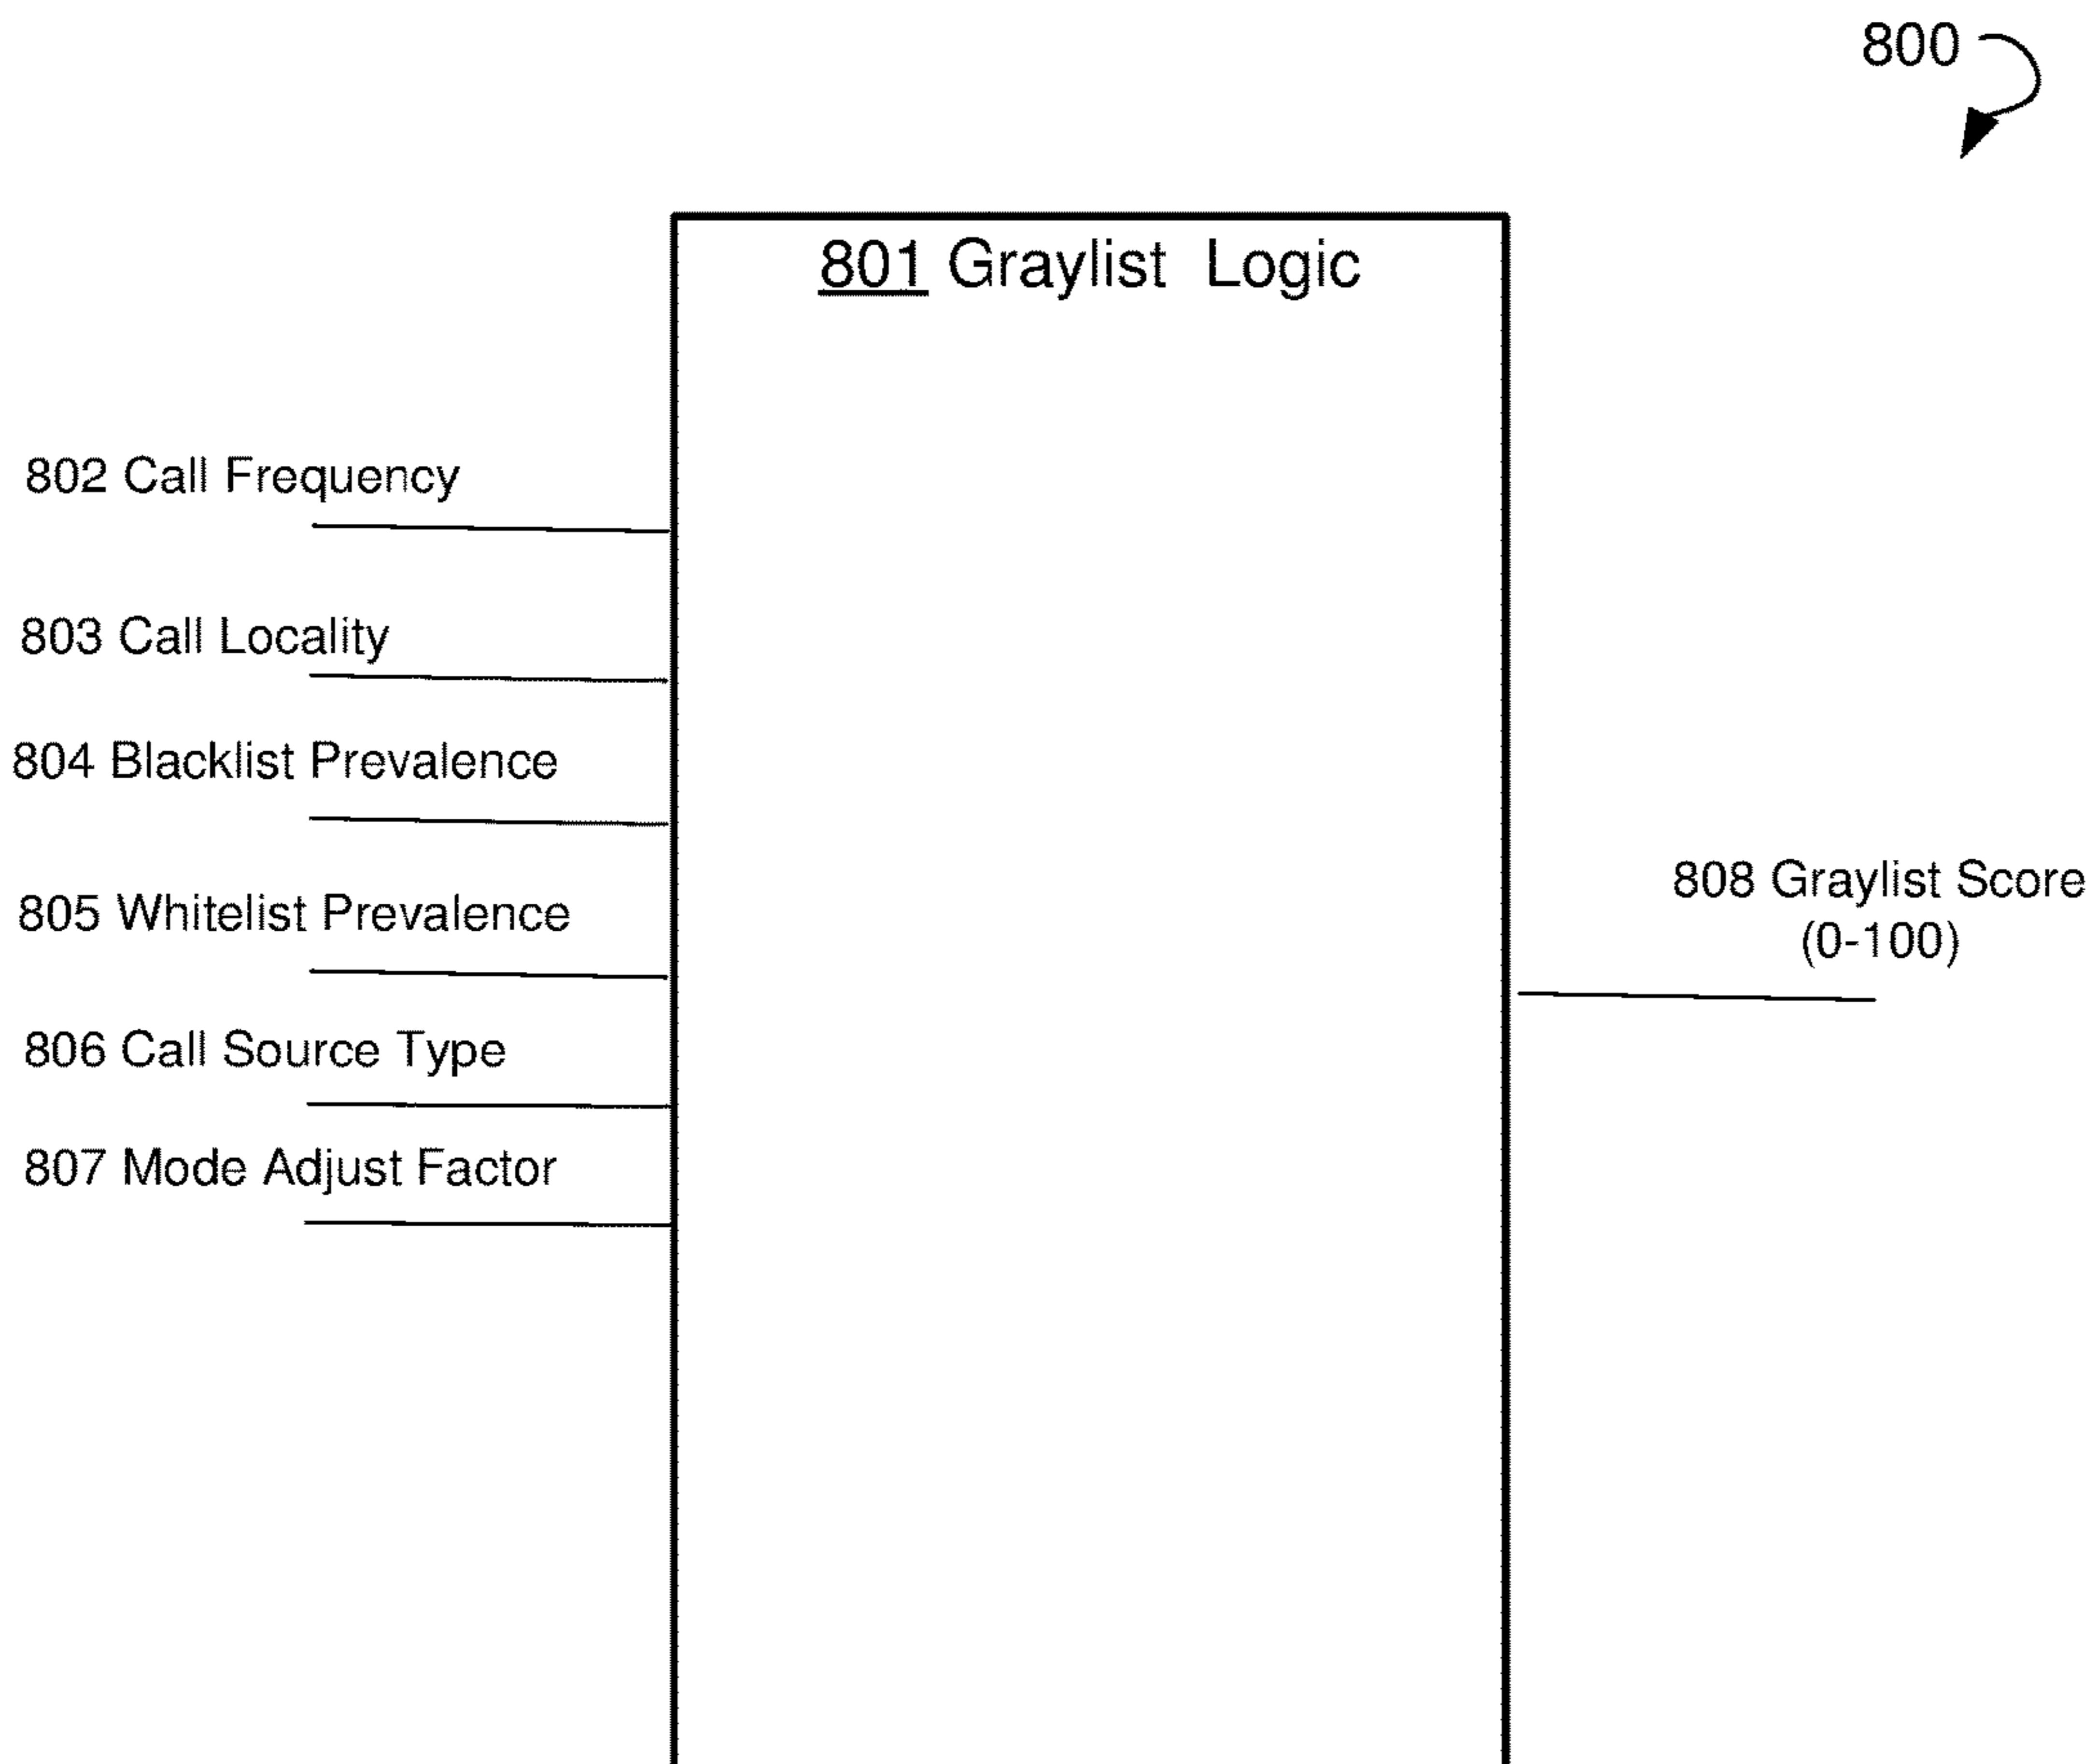 800
801 Graylist Logic
802 Call Frequency
803 Call Locality
804 Blacklist Prevalence
805 Whitelist Prevalence
806 Call Source Type
807 Mode Adjust Factor
808 Graylist Score
(0-100)